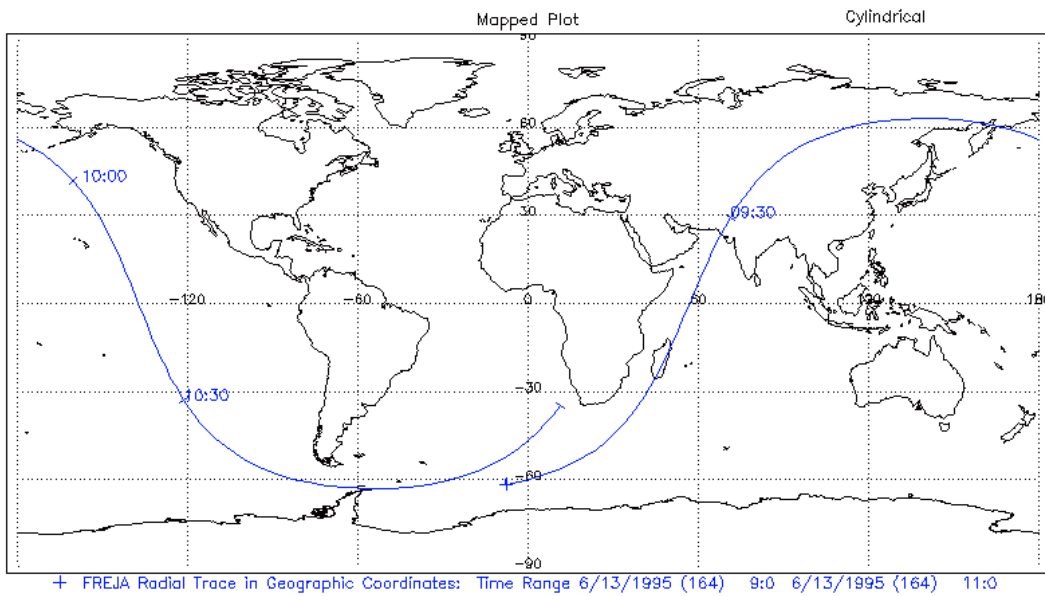 Mapped Plot Cylindrical
90
60
10:00
30 09:30
-120 -60 0 60 120 180
-30
10:30
-60
-90
+ FREJA Radial Trace in Geographic Coordinates: Time Range 6/13/1995 (164) 9:0 6/13/1995 (164) 11:0